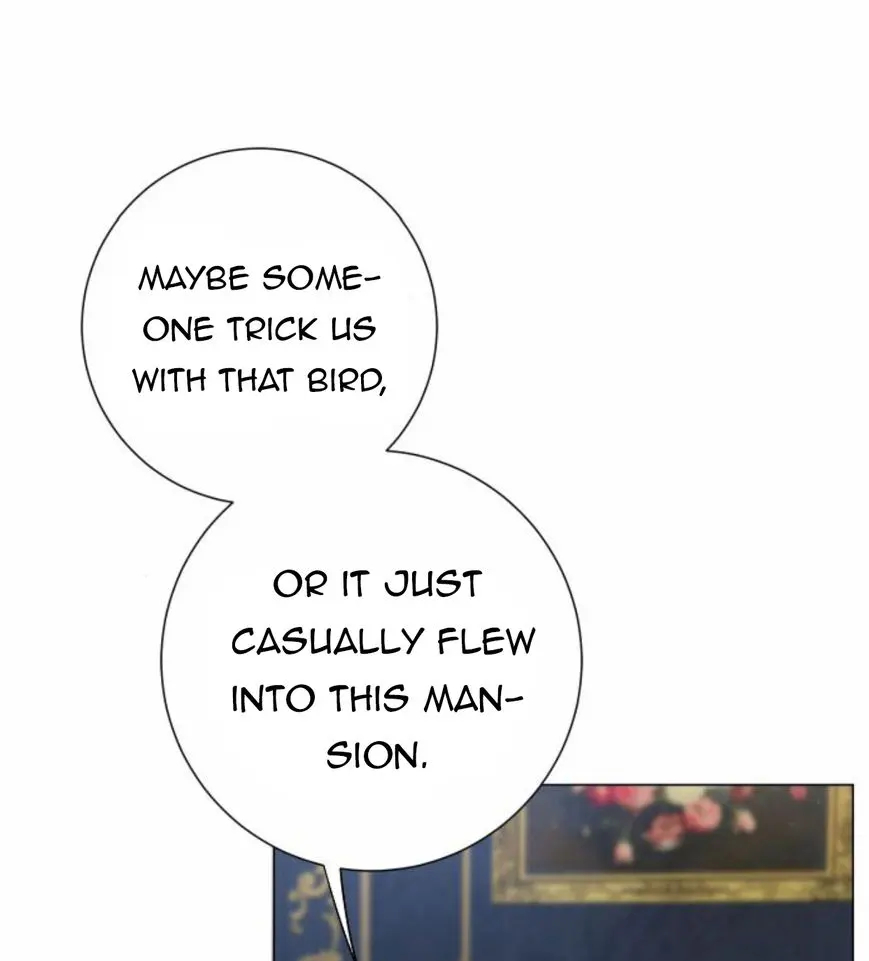 MAYBE SOME-
ONE TRICK US
WITH THAT BIRD,
OR IT JUST
CASUALLY FLEW
INTO THIS MAN-
SION.